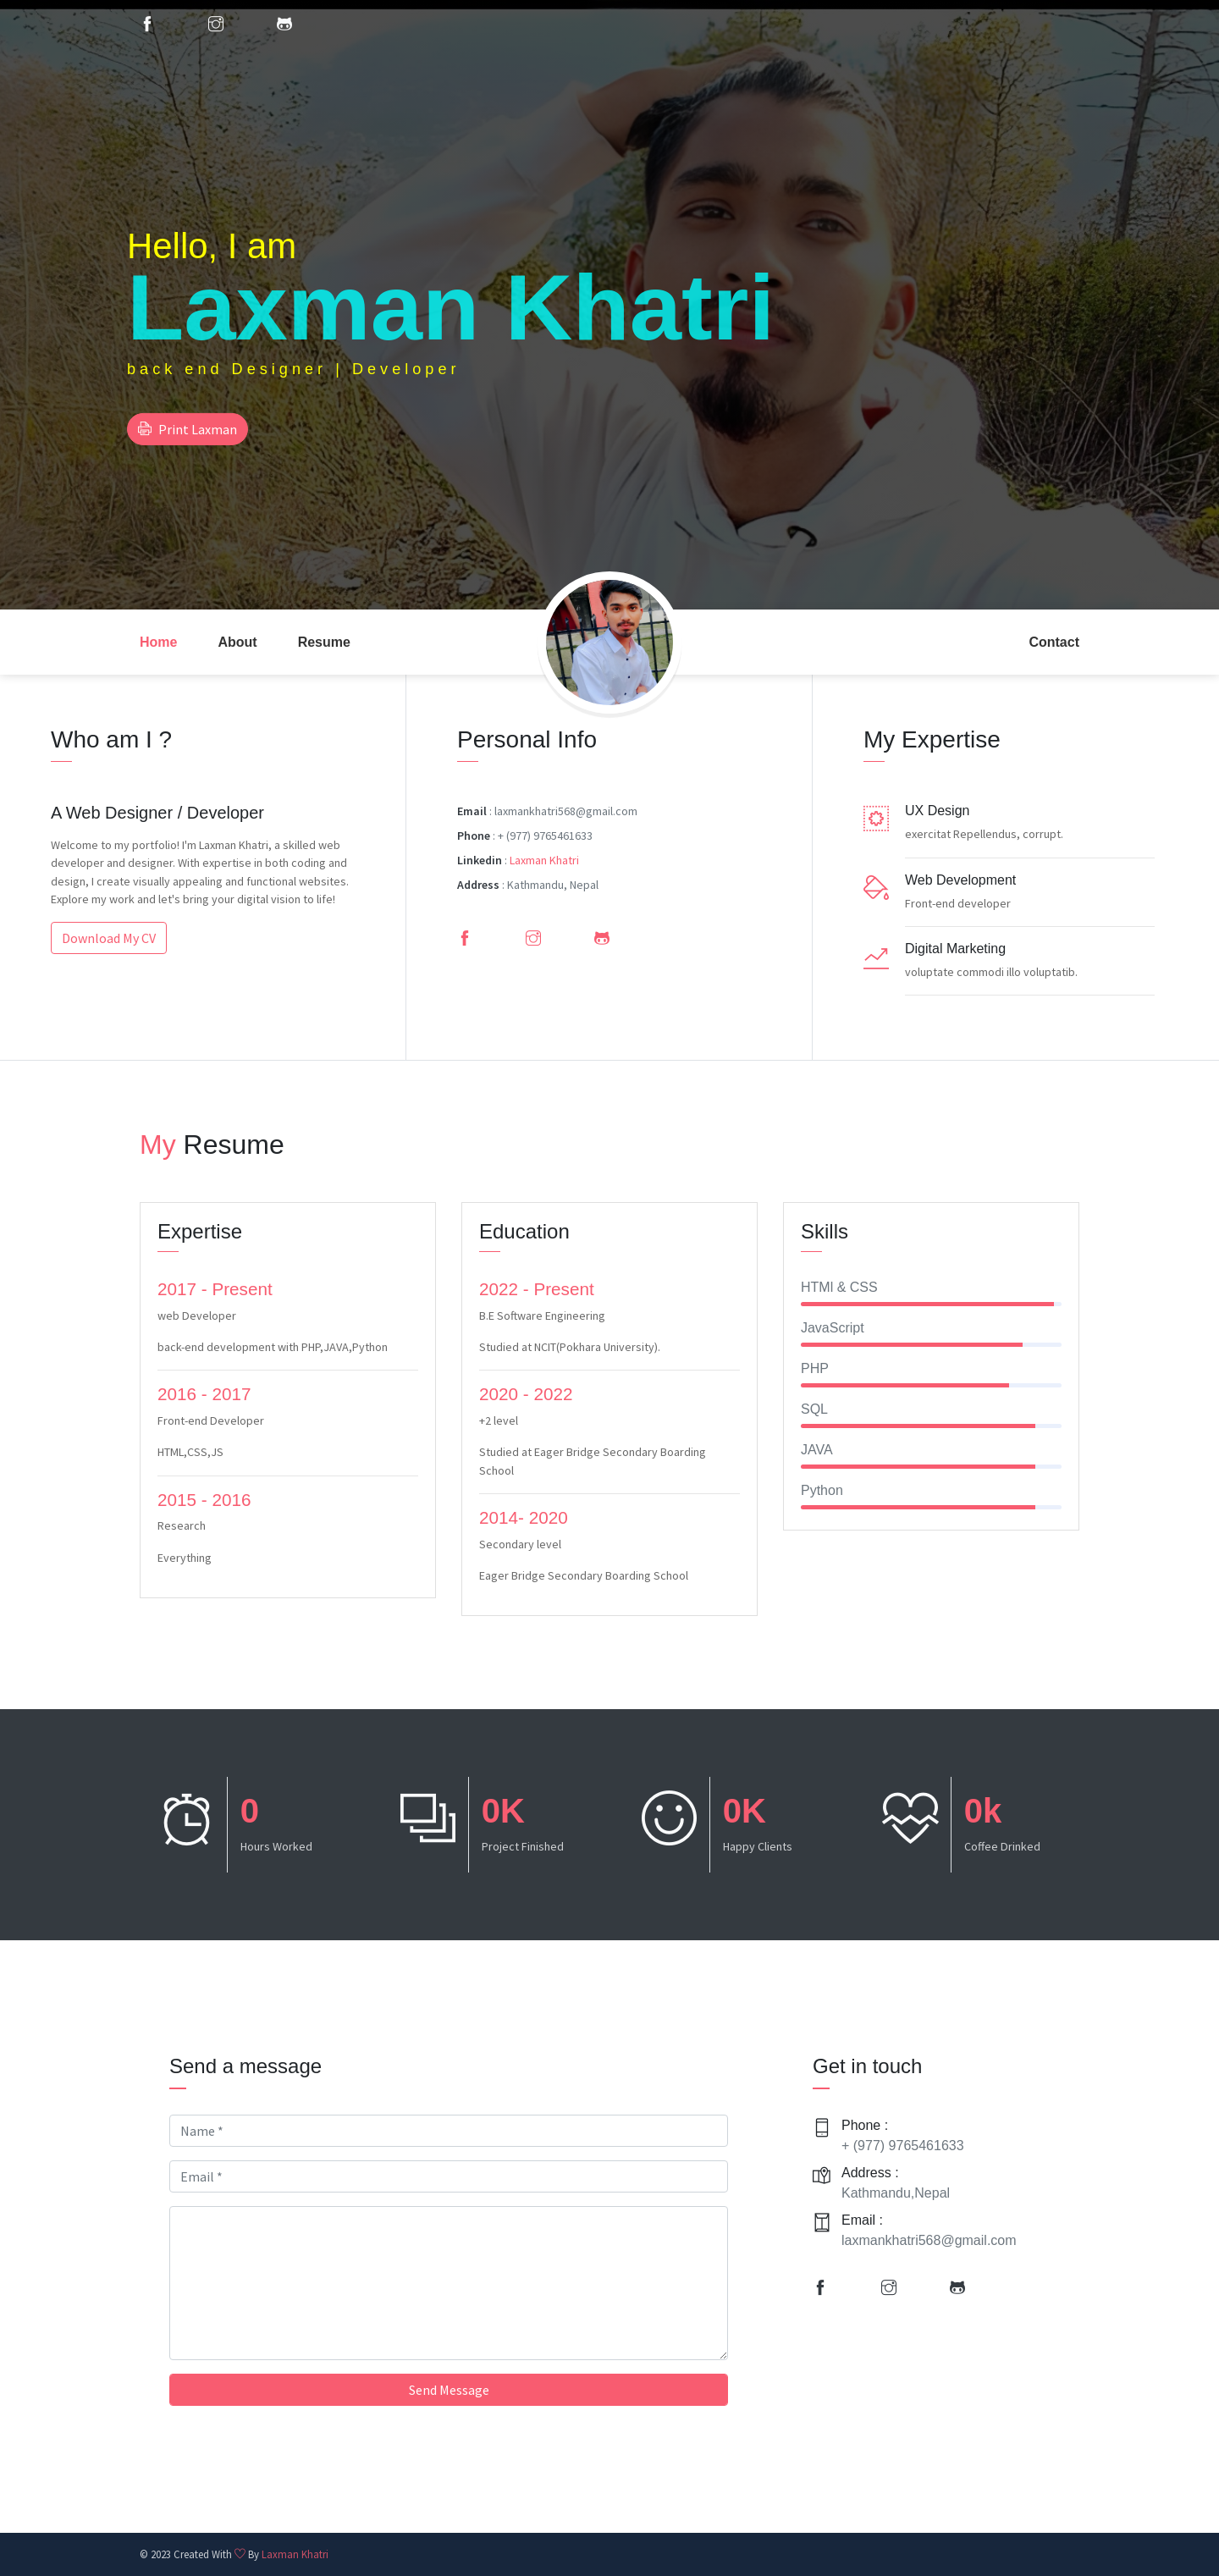 Hello, I am
Laxman Khatri
back end Designer | Developer
Print Laxman
Home
About
Resume
Contact
Who am I ?
A Web Designer / Developer
Welcome to my portfolio! I'm Laxman Khatri, a skilled web
developer and designer. With expertise in both coding and
design, I create visually appealing and functional websites.
Explore my work and let's bring your digital vision to life!
Download My CV
Personal Info
Email : laxmankhatri568@gmail.com
Phone : + (977) 9765461633
Linkedin : Laxman Khatri
Address : Kathmandu, Nepal
My Expertise
UX Design
exercitat Repellendus, corrupt.
Web Development
Front-end developer
Digital Marketing
voluptate commodi illo voluptatib.
My Resume
Expertise
2017 - Present
web Developer
back-end development with PHP,JAVA,Python
2016 - 2017
Front-end Developer
HTML,CSS,JS
2015 - 2016
Research
Everything
Education
2022 - Present
B.E Software Engineering
Studied at NCIT(Pokhara University).
2020 - 2022
+2 level
Studied at Eager Bridge Secondary Boarding
School
2014- 2020
Secondary level
Eager Bridge Secondary Boarding School
Skills
HTMl & CSS
JavaScript
PHP
SQL
JAVA
Python
0
Hours Worked
0K
Project Finished
0K
Happy Clients
0k
Coffee Drinked
Send a message
Name *
Email *
Send Message
Get in touch
Phone :
+ (977) 9765461633
Address :
Kathmandu,Nepal
Email :
laxmankhatri568@gmail.com
© 2023 Created With By Laxman Khatri